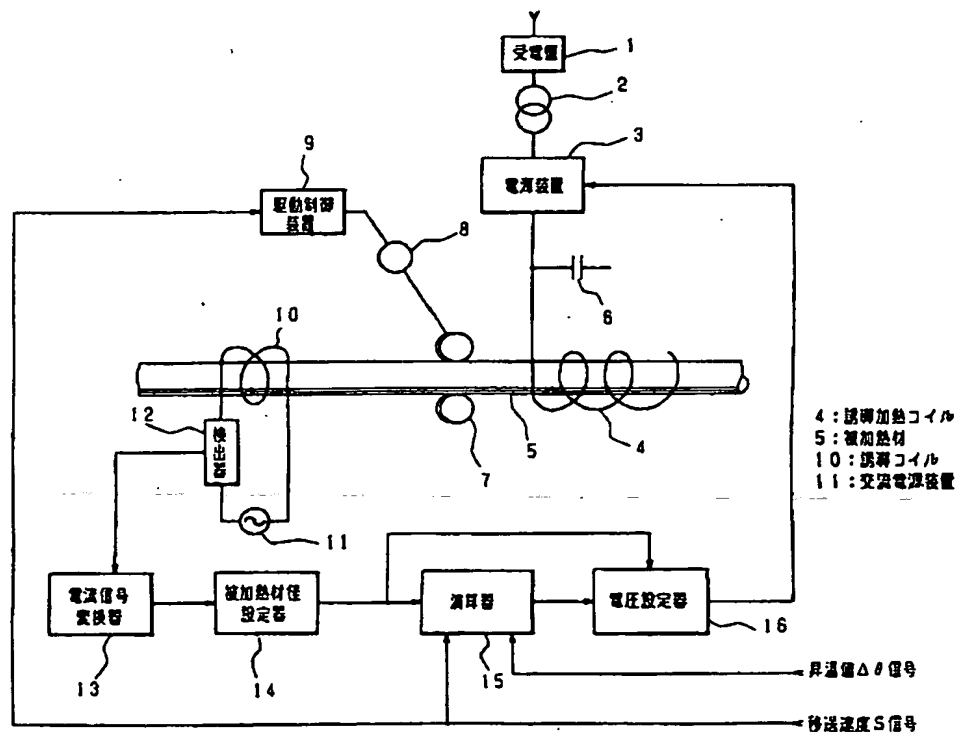 1
受電盤
2
3
電源装置
9
駆動制御
装置
8
6
10
12
検出器
7
5
4
11
4:誘導加熱コイル
5:被加熱材
10:誘導コイル
11:交流電源装置
電流信号
変換器
被加熱材径
設定器
演算器
電圧設定器
13
14
15
16
昇温値Δθ信号
移送速度S信号